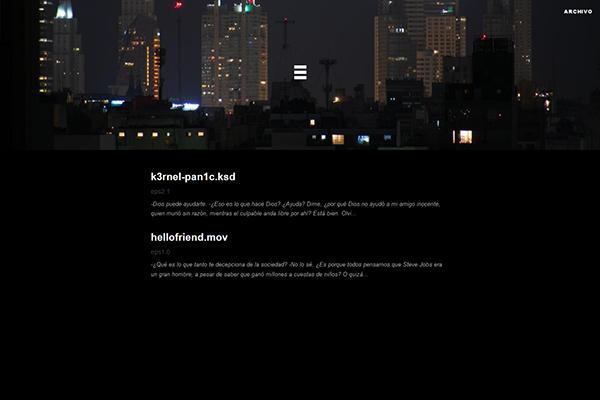 ARCHIVO
k3rnel-pan1c.ksd
eps2.1
-Dios puede ayudarte. -¿Eso es lo que hace Dios? ¿Ayuda? Dime, ¿por qué Dios no ayudó a mi amigo inocente,
quien murió sin razón, mientras el culpable anda libre por ahí? Está bien. Olvi...
hellofriend.mov
eps1.0
-¿Qué es lo que tanto te decepciona de la sociedad? -No lo sé. ¿Es porque todos pensamos que Steve Jobs era
un gran hombre, a pesar de saber que ganó millones a cuestas de niños? O quizá...